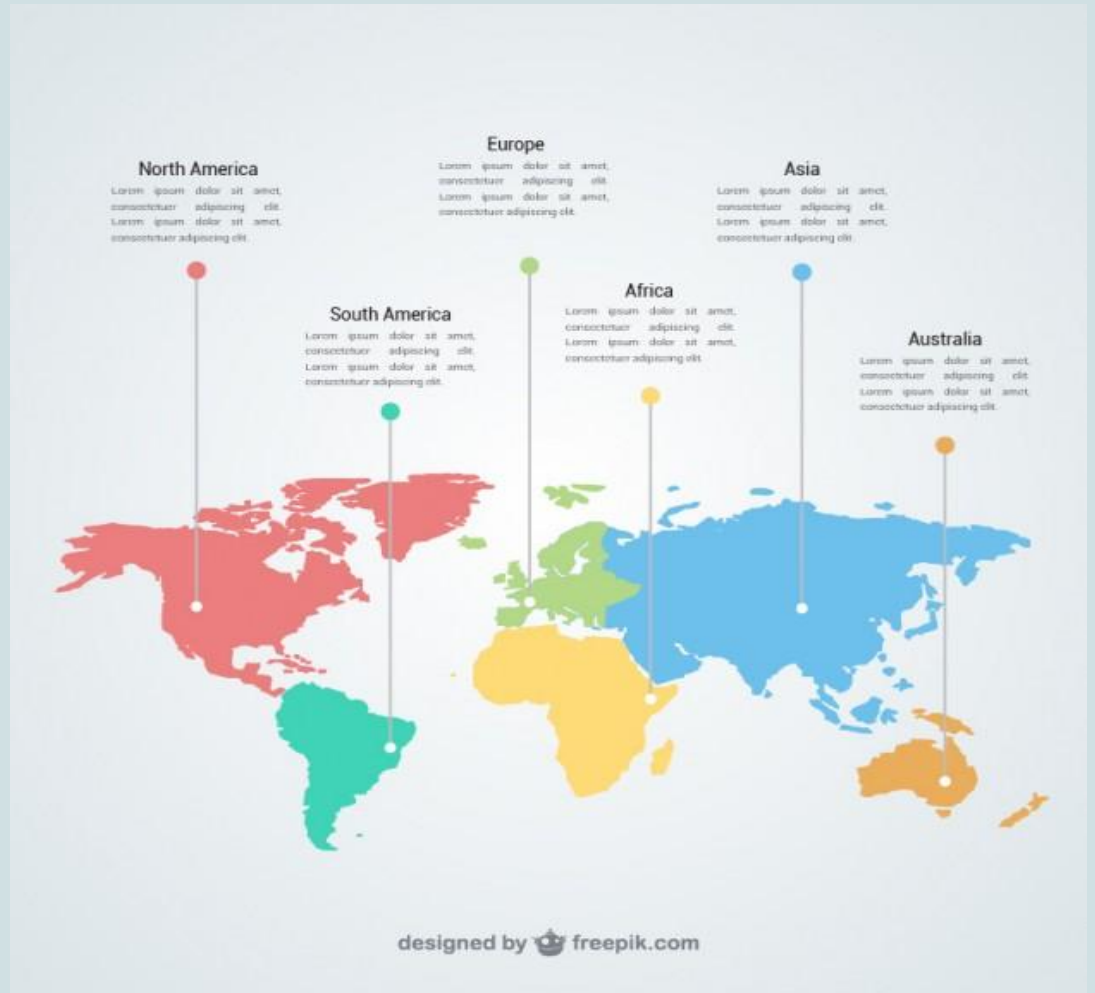 North America
Lorem ipsum dolor sit amet,
consectetuer adipiscing elit.
Lorem ipsum dolor sit amet,
consectetuer adipiscing elit.
Europe
Lorem ipsum dolor sit amet,
consectetuer adipiscing elit.
Lorem ipsum dolor sit amet,
consectetuer adipiscing elit.
Asia
Lorem ipsum dolor sit amet,
consectetuer adipiscing elit.
Lorem ipsum dolor sit amet,
consectetuer adipiscing elit.
South America
Lorem ipsum dolor sit amet,
consectetuer adipiscing elit.
Lorem ipsum dolor sit amet,
consectetuer adipiscing elit.
Africa
Lorem ipsum dolor sit amet,
consectetuer adipiscing elit.
Lorem ipsum dolor sit amet,
consectetuer adipiscing elit.
Australia
Lorem ipsum dolor sit amet,
consectetuer adipiscing elit.
Lorem ipsum dolor sit amet,
consectetuer adipiscing elit.
designed by freepik.com